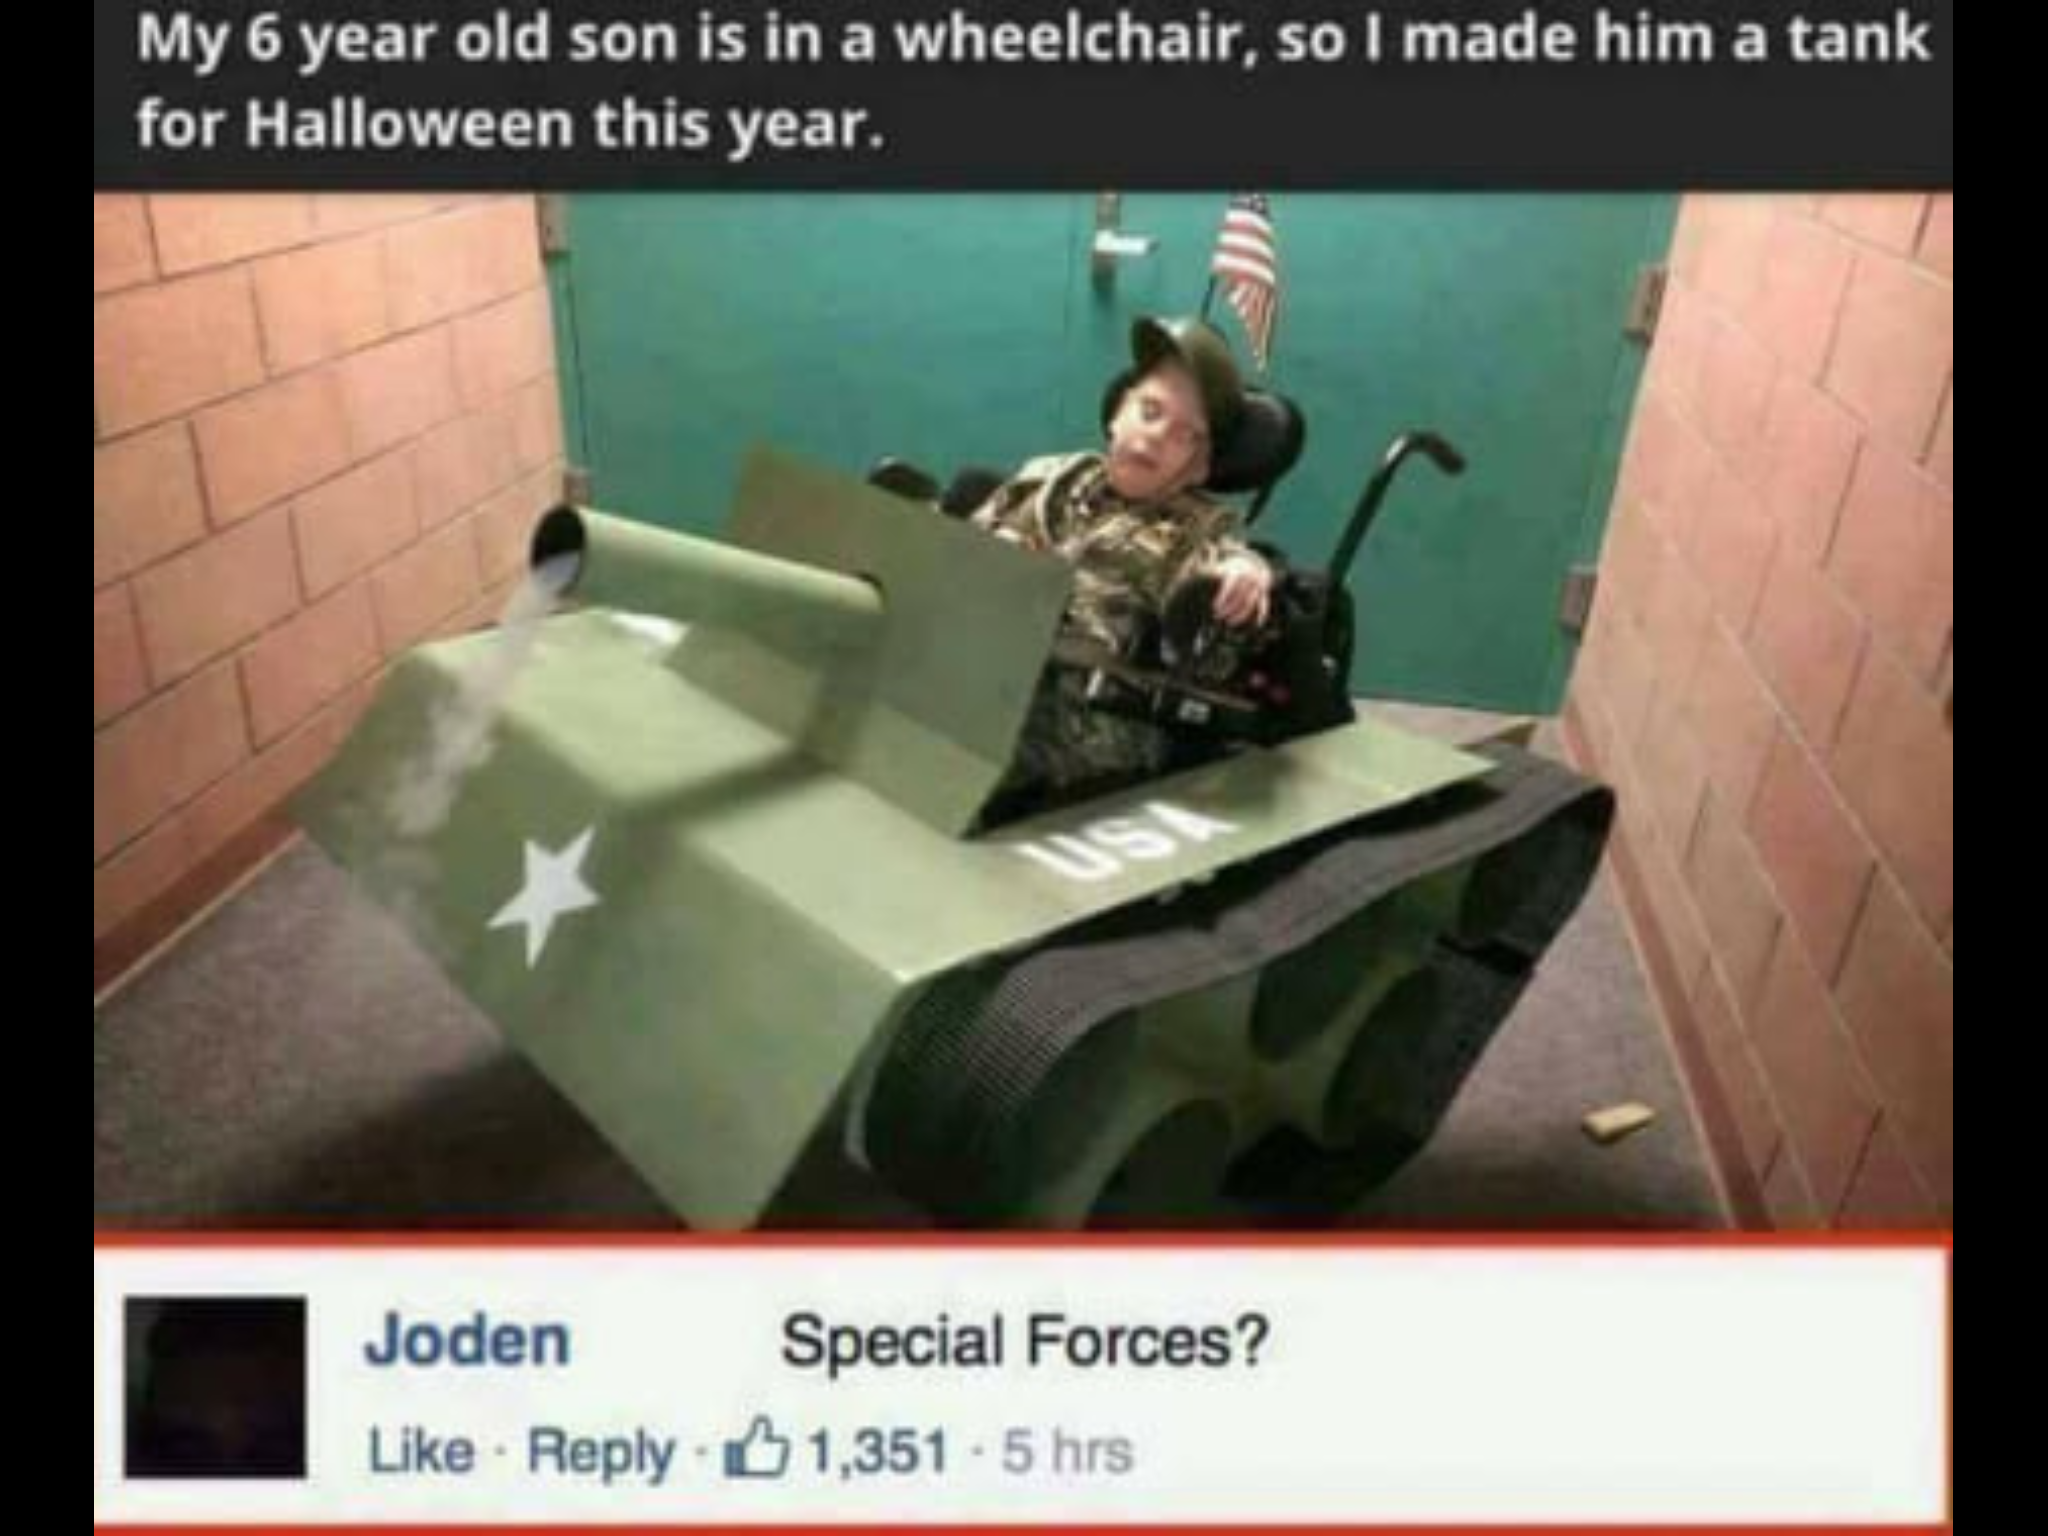 My 6 year old son is in a wheelchair, so I made him a tank
for Halloween this year.
USA
Joden Special Forces?
Like · Reply · 1,351 · 5 hrs